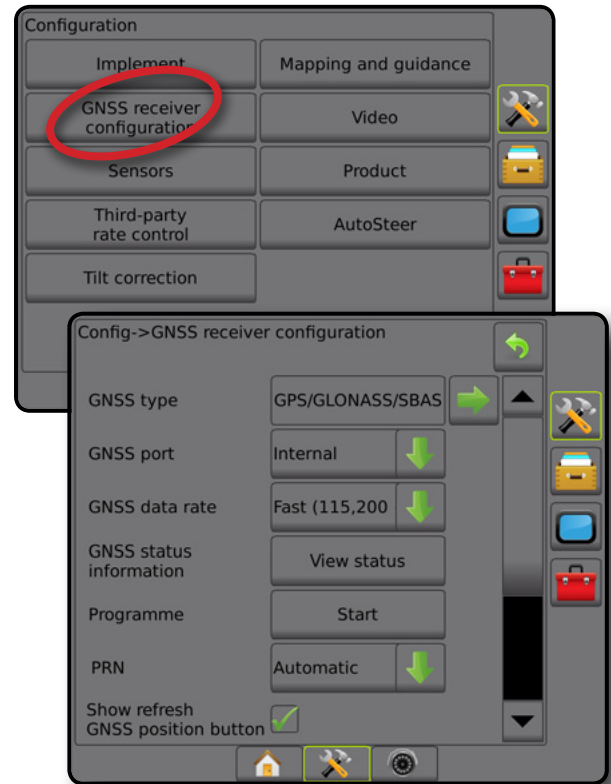 Configuration
Implement
Mapping and guidance
GNSS receiver
configuration
Video
Sensors
Product
Third-party
rate control
AutoSteer
Tilt correction
Config->GNSS receiver configuration
GNSS type
GPS/GLONASS/SBAS
GNSS port
Internal
GNSS data rate
Fast (115,200
GNSS status
information
View status
Programme
Start
PRN
Automatic
Show refresh
GNSS position button